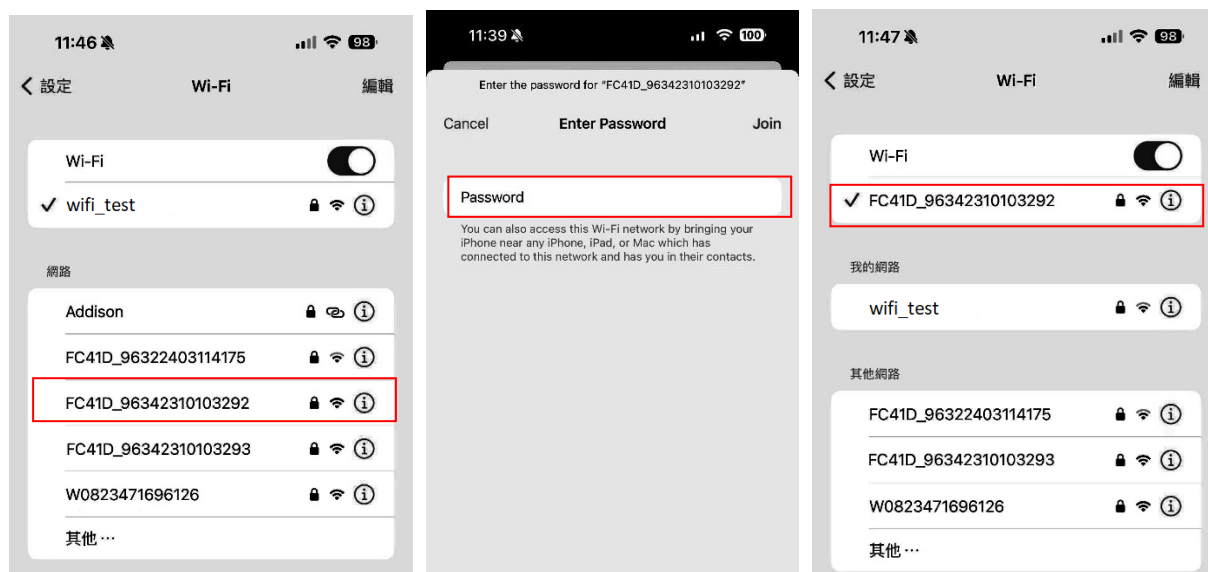 11:46
98
設定
Wi-Fi
編輯
Wi-Fi
wifi_test
網路
Addison
FC41D_96322403114175
FC41D_96342310103292
FC41D_96342310103293
W0823471696126
其他…
11:39
100
Enter the password for “FC41D_96342310103292”
Cancel
Enter Password
Join
Password
You can also access this Wi-Fi network by bringing your
iPhone near any iPhone, iPad, or Mac which has
connected to this network and has you in their contacts.
11:47
98
設定
Wi-Fi
編輯
Wi-Fi
FC41D_96342310103292
我的網路
wifi_test
其他網路
FC41D_96322403114175
FC41D_96342310103293
W0823471696126
其他…